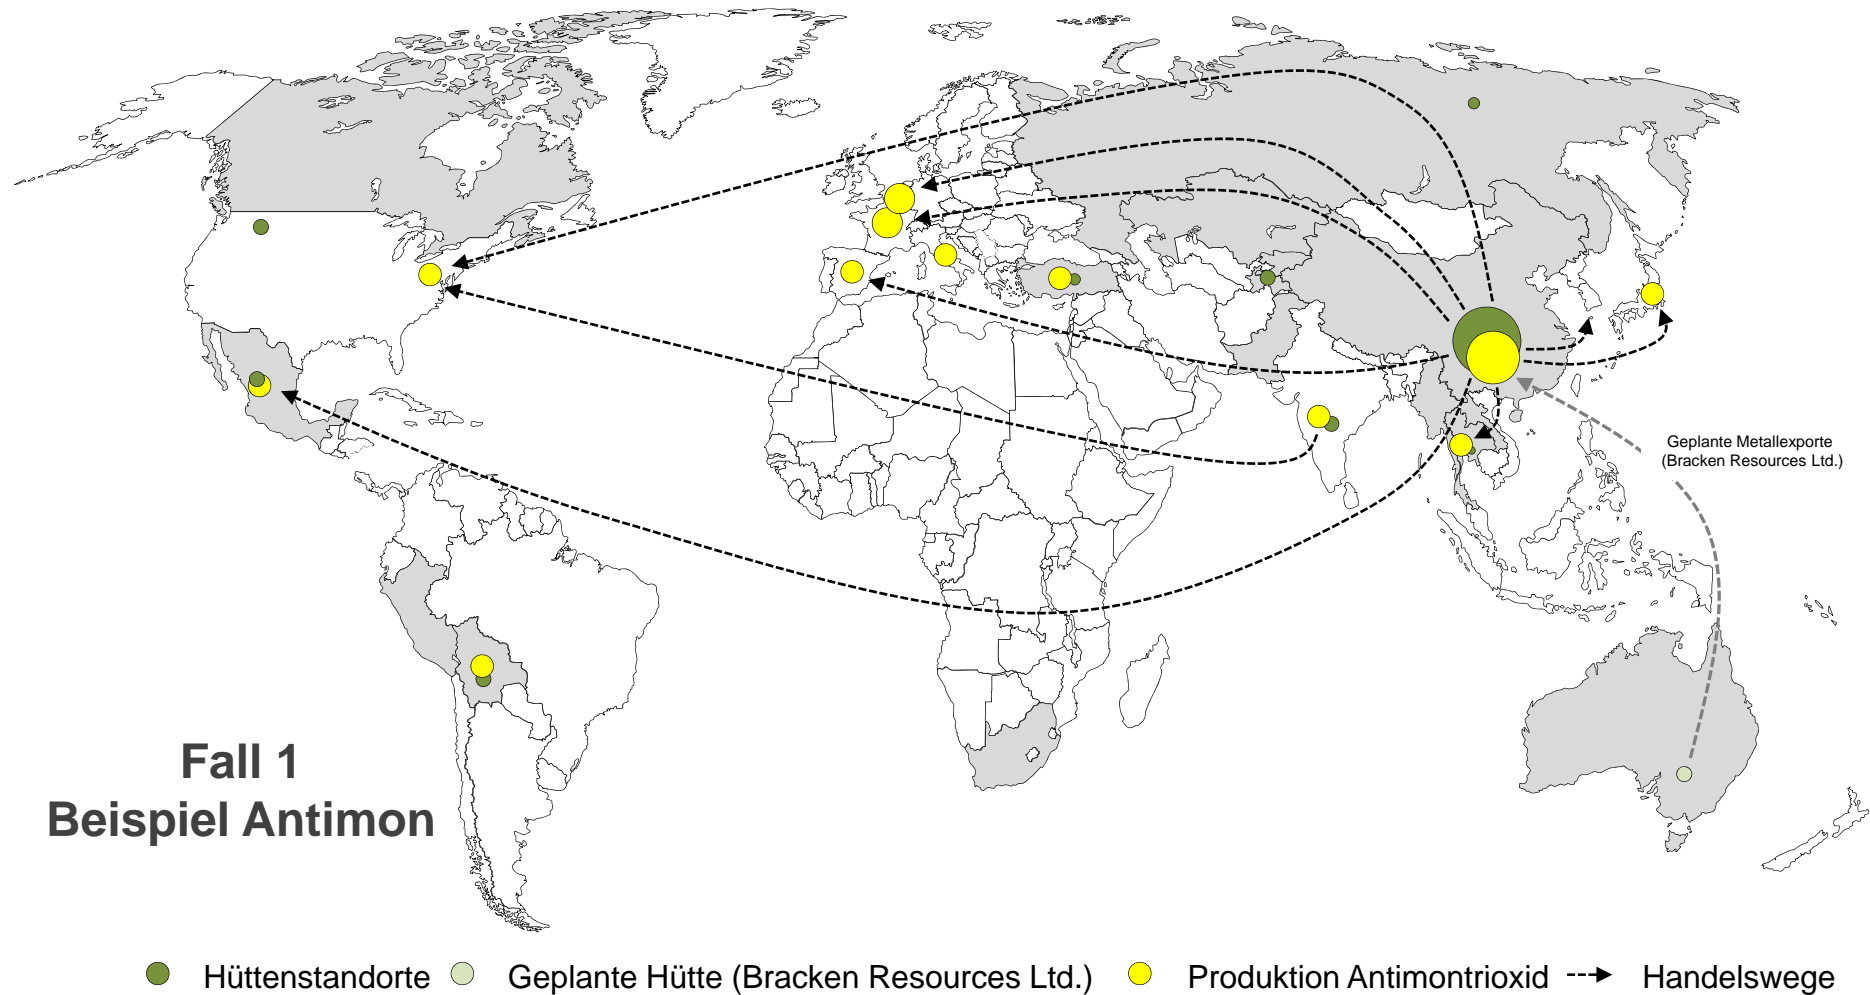 Geplante Metallexporte
(Bracken Resources Ltd.)
Fall 1
Beispiel Antimon
Hüttenstandorte
Geplante Hütte (Bracken Resources Ltd.)
Produktion Antimontrioxid
Handelswege